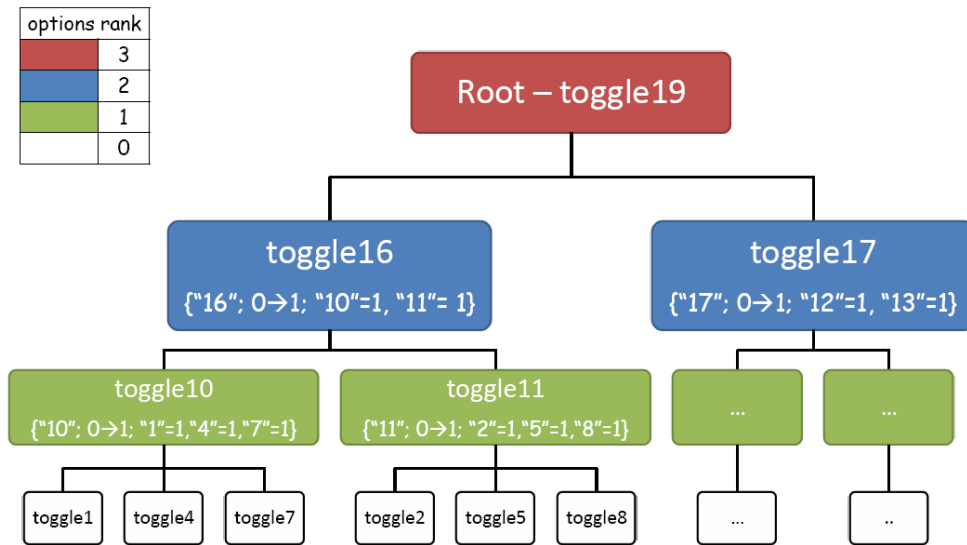 options rank
3
2
1
0
Root – toggle19
toggle16
{“16”; 0→1; “10”=1, “11”= 1}
toggle17
{“17”; 0→1; “12”=1, “13”=1}
toggle10
{“10”; 0→1; “1”=1,“4”=1,“7”=1}
toggle11
{“11”; 0→1; “2”=1,“5”=1,“8”=1}
...
...
toggle1
toggle4
toggle7
toggle2
toggle5
toggle8
...
..